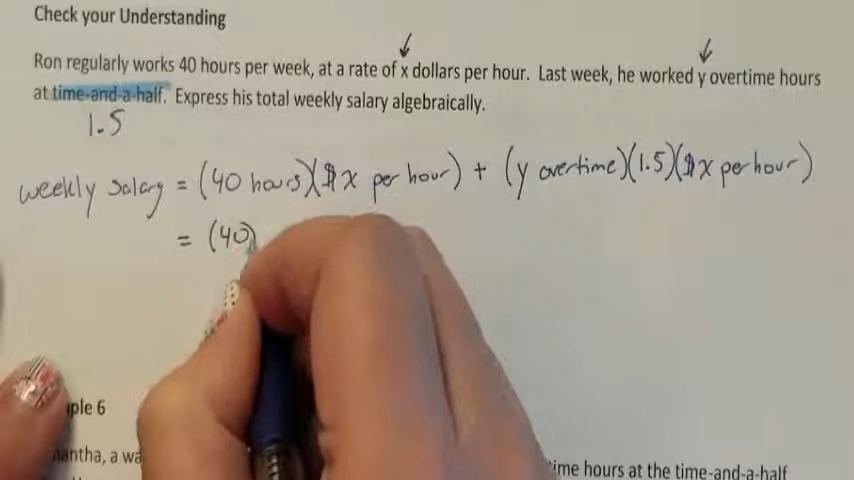 Check your Understanding
Ron regularly works 40 hours per week, at a rate of x dollars per hour. Last week, he worked y overtime hours
at time-and-a-half. Express his total weekly salary algebraically.
1.5
weekly salary = (40 hours)($x per hour) + (y overtime)(1.5)($x per hour)
= (40)
ple 6
antha, a wa
ime hours at the time-and-a-half